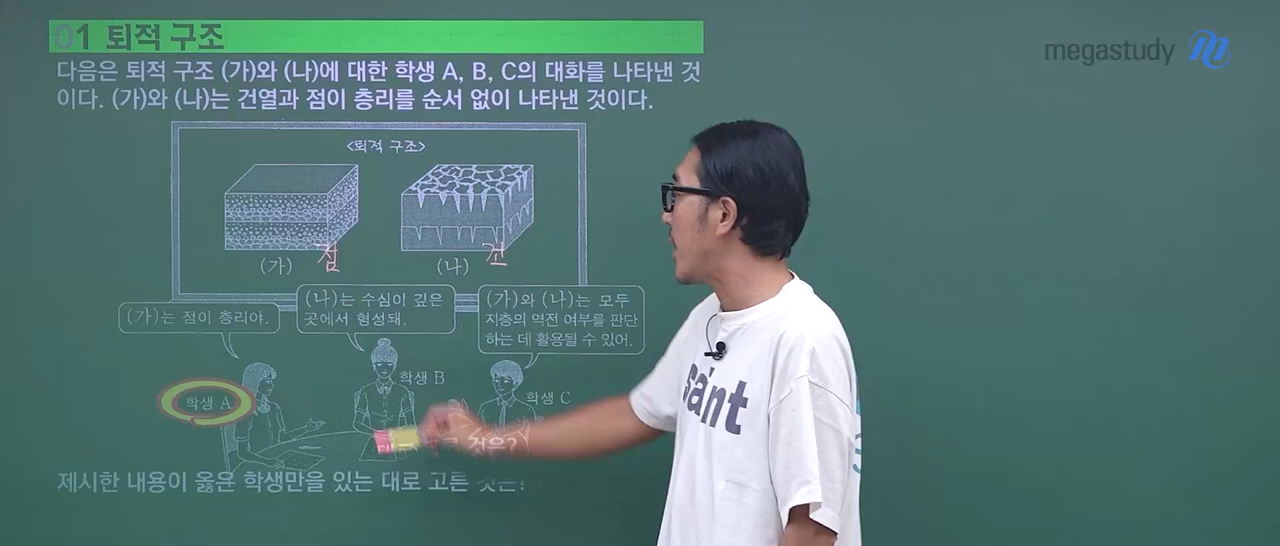 01 퇴적 구조
megastudy
다음은 퇴적 구조 (가)와 (나)에 대한 학생 A, B, C의 대화를 나타낸 것
이다. (가)와 (나)는 건열과 점이 층리를 순서 없이 나타낸 것이다.
<퇴적 구조>
(가) 점
(나) 건
(가)는 점이 층리야.
(나)는 수심이 깊은
곳에서 형성돼.
(가)와 (나)는 모두
지층의 역전 여부를 판단
하는 데 활용될 수 있어.
학생 A
학생 B
학생 C
것은?
제시한 내용이 옳은 학생만을 있는 대로 고른 것은?
saint